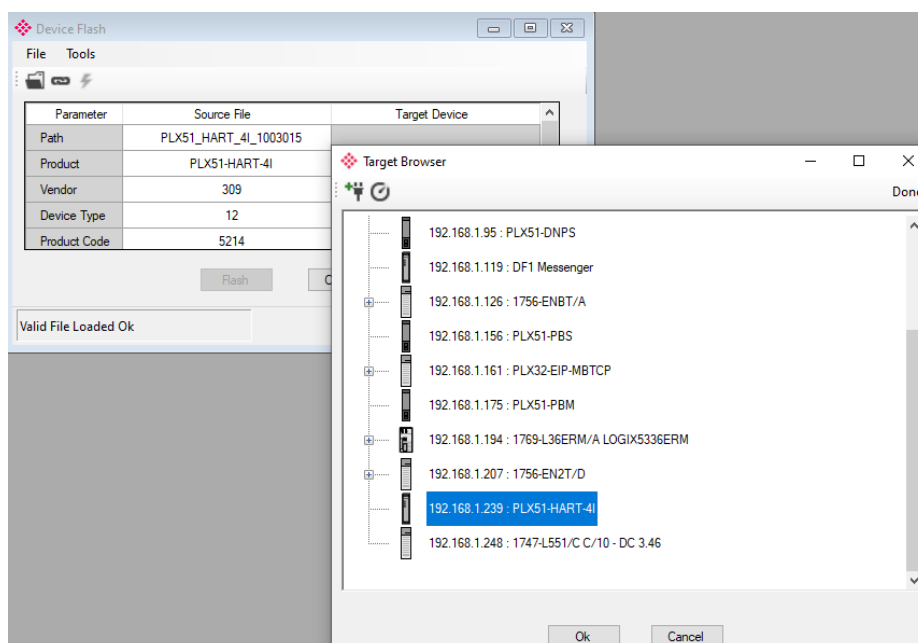 Device Flash
File Tools
Parameter Source File Target Device
Path PLX51_HART_4I_1003015
Product PLX51-HART-4I
Vendor 309
Device Type 12
Product Code 5214
Flash C
Valid File Loaded Ok
Target Browser
Done
192.168.1.95 : PLX51-DNPS
192.168.1.119 : DF1 Messenger
192.168.1.126 : 1756-ENBT/A
192.168.1.156 : PLX51-PBS
192.168.1.161 : PLX32-EIP-MBTCP
192.168.1.175 : PLX51-PBM
192.168.1.194 : 1769-L36ERM/A LOGIX5336ERM
192.168.1.207 : 1756-EN2T/D
192.168.1.239 : PLX51-HART-4I
192.168.1.248 : 1747-L551/C C/10 - DC 3.46
Ok Cancel